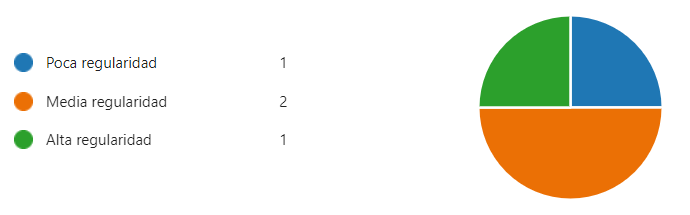 Poca regularidad 1
Media regularidad 2
Alta regularidad 1